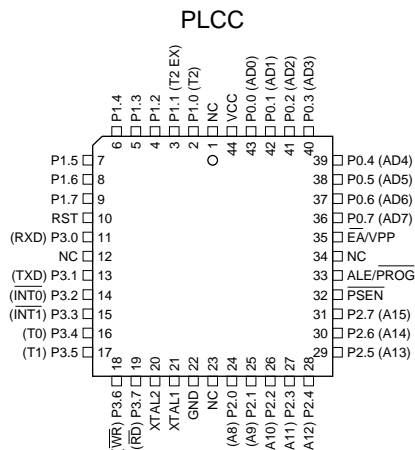 PLCC
P1.4
P1.3
P1.2
P1.1 (T2 EX)
P1.0 (T2)
NC
VCC
P0.0 (AD0)
P0.1 (AD1)
P0.2 (AD2)
P0.3 (AD3)
6
5
4
3
2
1
44
43
42
41
40
P1.5 7
P1.6 8
P1.7 9
RST 10
(RXD) P3.0 11
NC 12
(TXD) P3.1 13
(INT0) P3.2 14
(INT1) P3.3 15
(T0) P3.4 16
(T1) P3.5 17
39 P0.4 (AD4)
38 P0.5 (AD5)
37 P0.6 (AD6)
36 P0.7 (AD7)
35 EA/VPP
34 NC
33 ALE/PROG
32 PSEN
31 P2.7 (A15)
30 P2.6 (A14)
29 P2.5 (A13)
18
19
20
21
22
23
24
25
26
27
28
WR) P3.6
(RD) P3.7
XTAL2
XTAL1
GND
NC
(A8) P2.0
(A9) P2.1
A10) P2.2
A11) P2.3
A12) P2.4